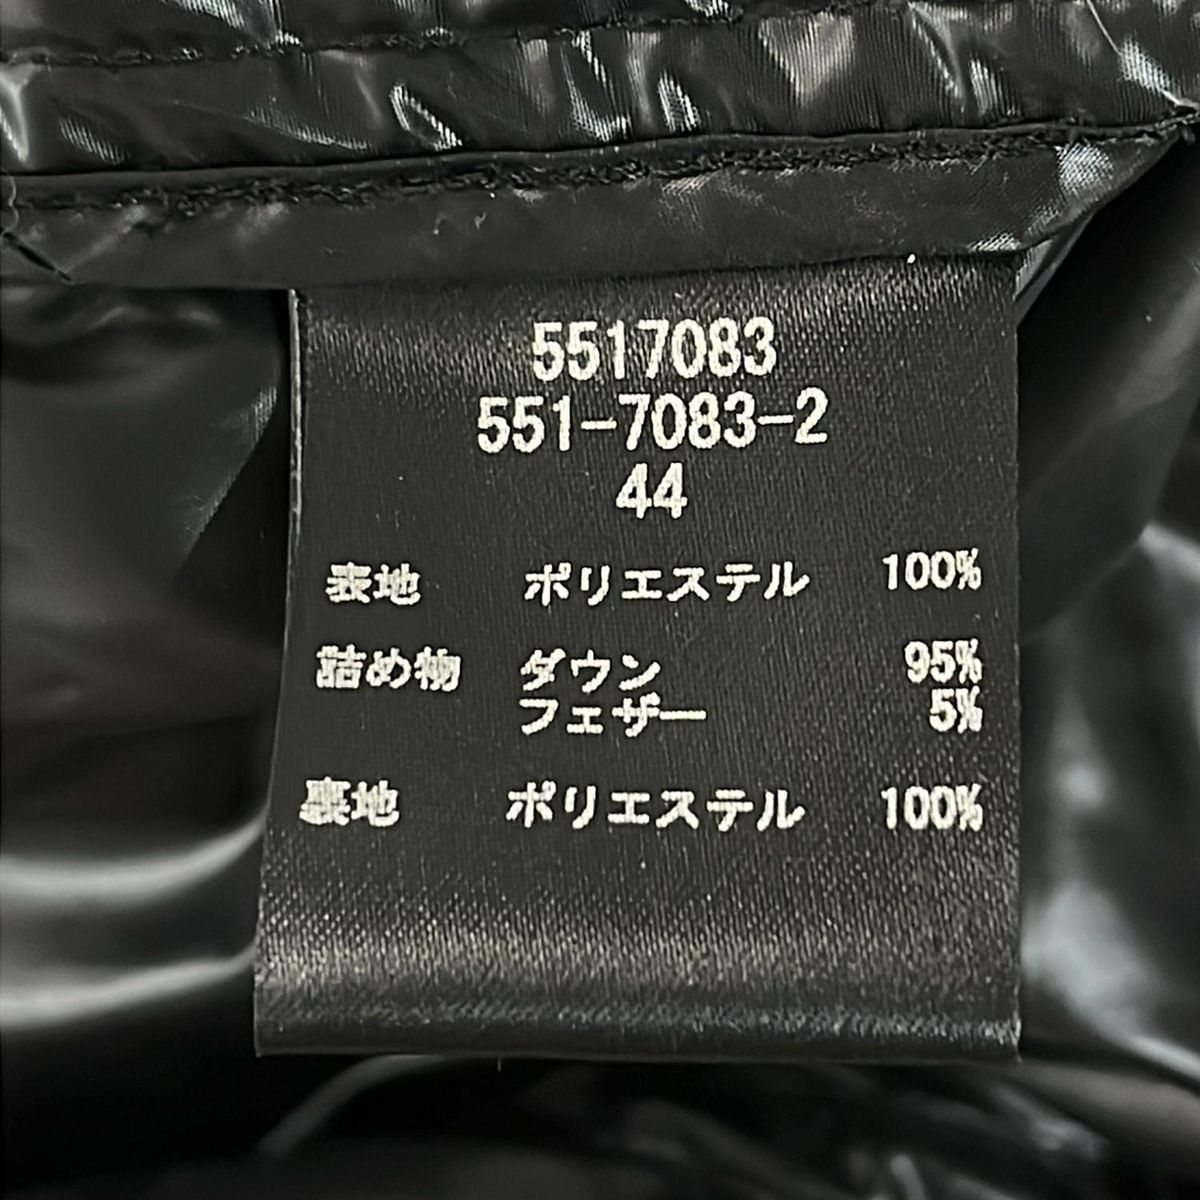 5517083
551-7083-2
44
表地 ポリエステル 100%
詰め物 ダウン 95%
フェザー 5%
裏地 ポリエステル 100%